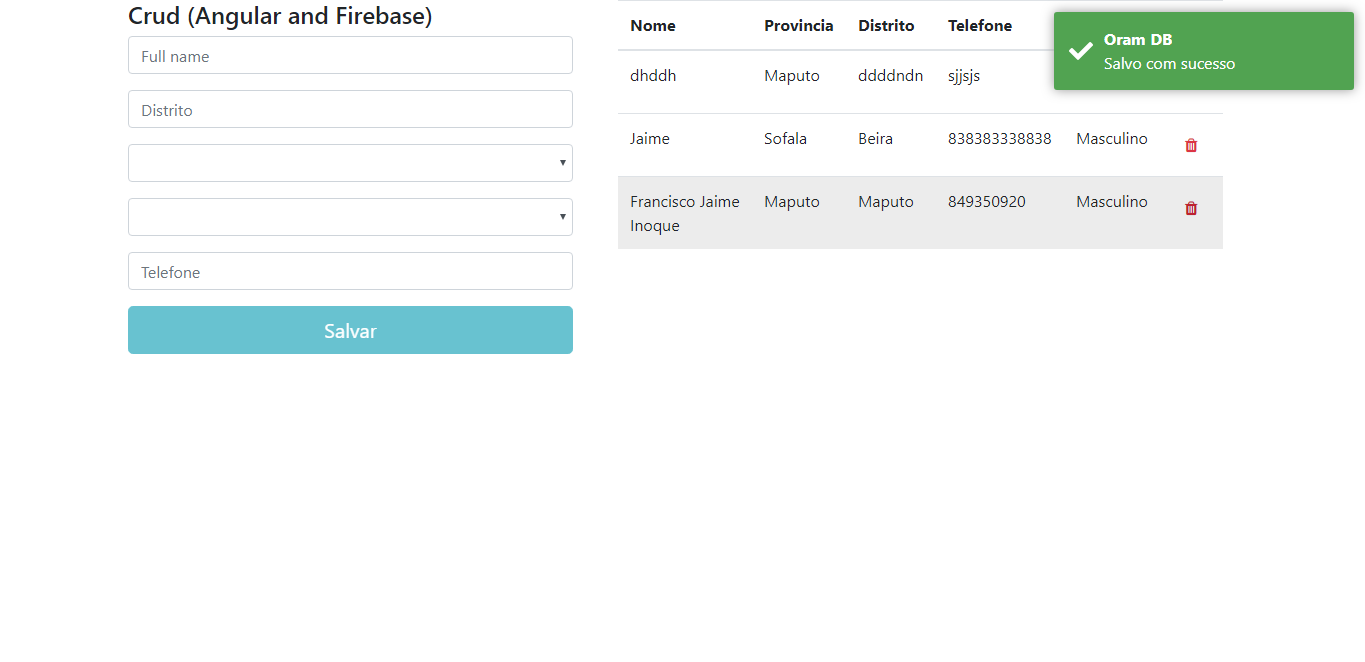 Crud (Angular and Firebase)
Full name
Distrito
Telefone
Salvar
Nome Provincia Distrito Telefone
dhddh Maputo ddddndn sjjsjs
Jaime Sofala Beira 838383338838 Masculino
Francisco Jaime Maputo Maputo 849350920 Masculino
Inoque
Oram DB
Salvo com sucesso